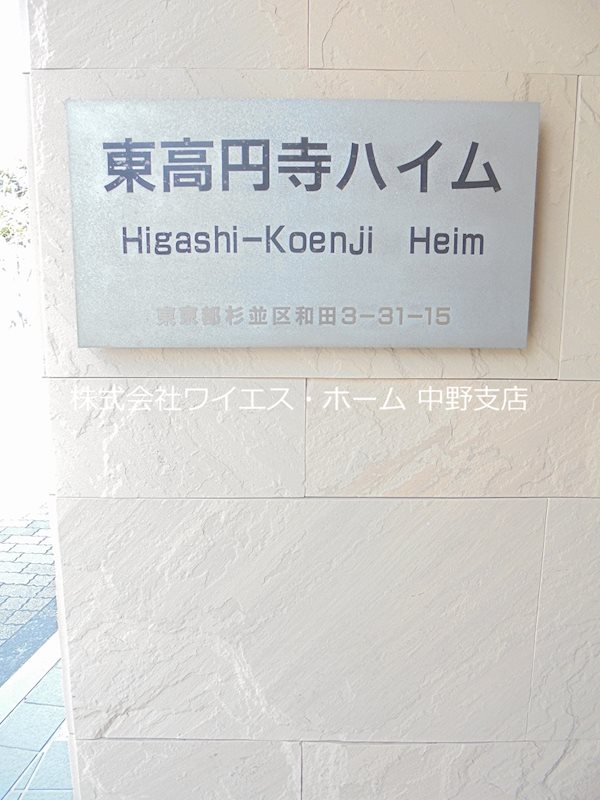 東高円寺ハイム
Higashi-Koenji Heim
東京都杉並区和田3-31-15
株式会社ワイエス・ホーム 中野支店